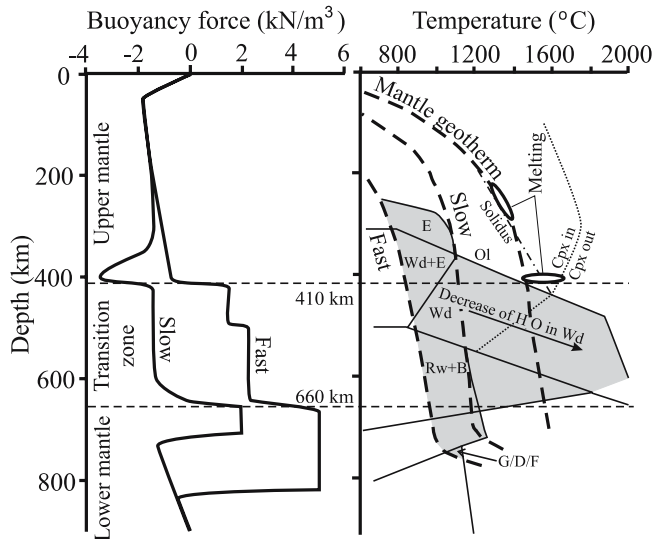 Buoyancy force (kN/m³)
-4 -2 0 2 4 6
Temperature (°C)
800 1200 1600 2000
0
200
400
600
800
Depth (km)
Upper mantle
Transition
zone
Lower mantle
Slow
Fast
410 km
660 km
Mantle geotherm
Slow
Fast
Solidus
Melting
Cpx in
Cpx out
E
Ol
Wd+E
Wd
Decrease of H O in Wd
Rw+B
G/D/F